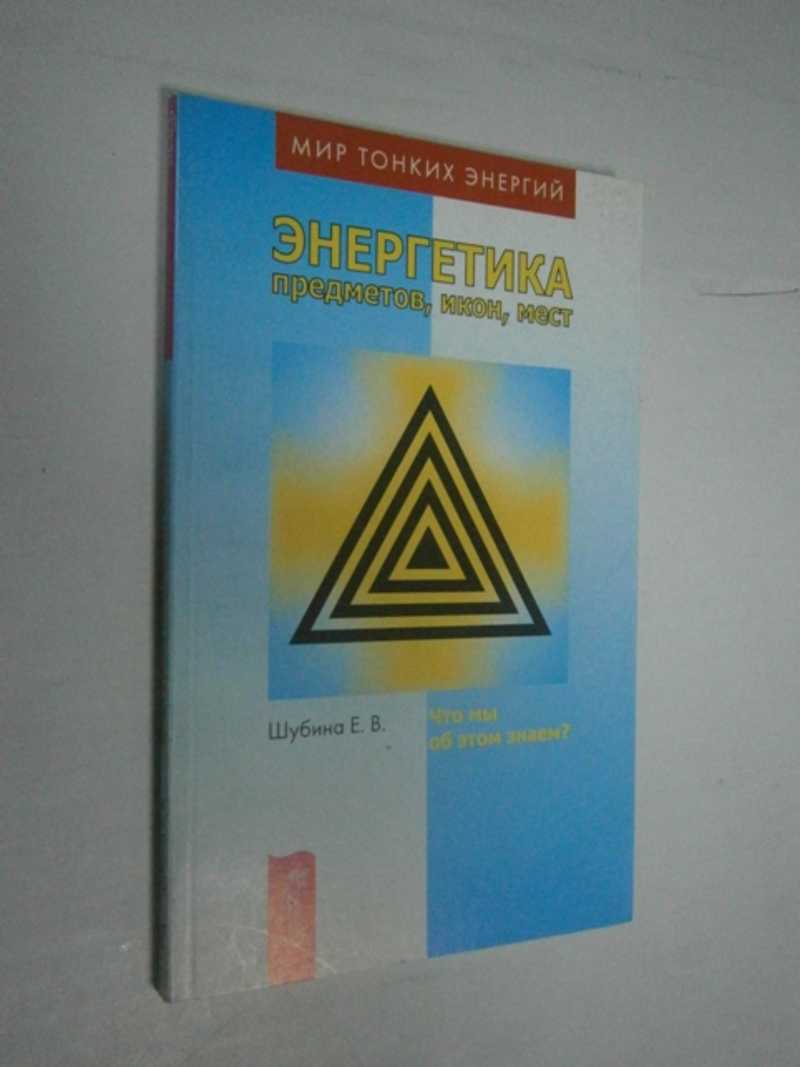 МИР ТОНКИХ ЭНЕРГИЙ
ЭНЕРГЕТИКА
предметов, икон, мест
Шубина Е. В.
Что мы
об этом знаем?